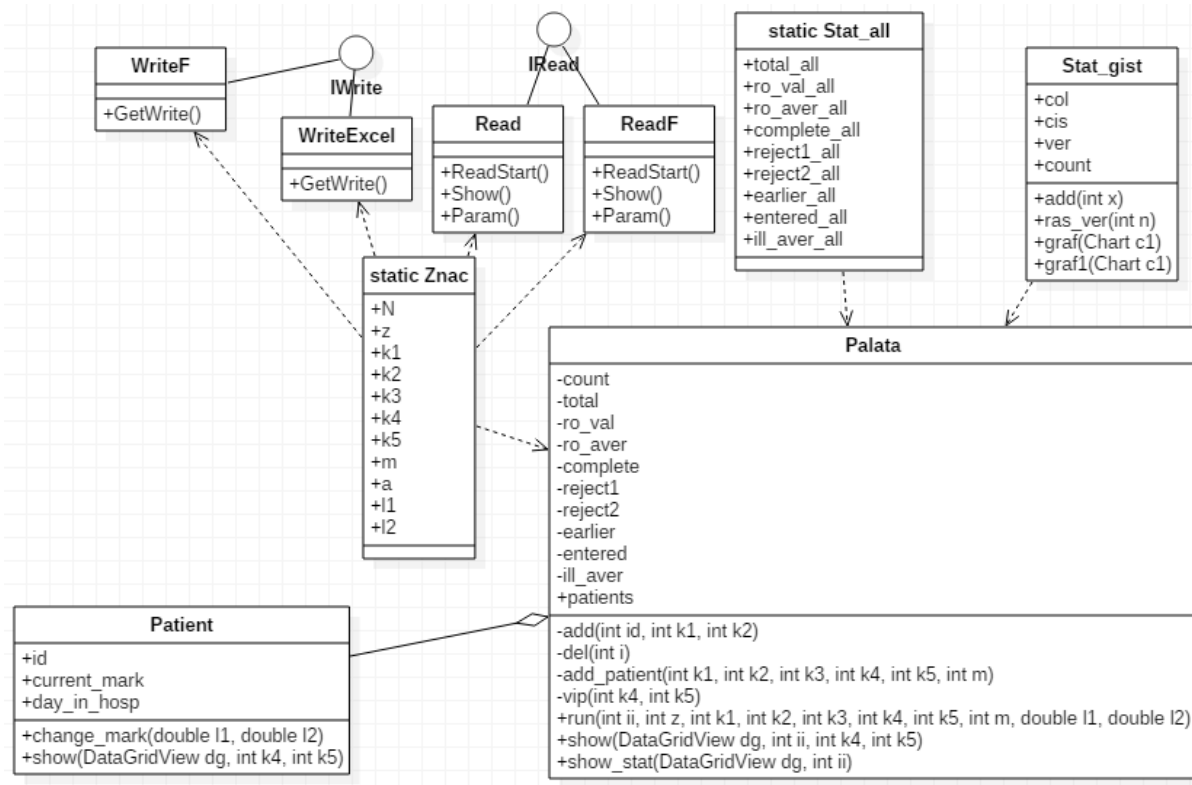 WriteF
+GetWrite()
IWrite
WriteExcel
+GetWrite()
IRead
Read
+ReadStart()
+Show()
+Param()
ReadF
+ReadStart()
+Show()
+Param()
static Stat_all
+total_all
+ro_val_all
+ro_aver_all
+complete_all
+reject1_all
+reject2_all
+earlier_all
+entered_all
+ill_aver_all
Stat_gist
+col
+cis
+ver
+count
+add(int x)
+ras_ver(int n)
+graf(Chart c1)
+graf1(Chart c1)
static Znac
+N
+z
+k1
+k2
+k3
+k4
+k5
+m
+a
+l1
+l2
Palata
-count
-total
-ro_val
-ro_aver
-complete
-reject1
-reject2
-earlier
-entered
-ill_aver
+patients
-add(int id, int k1, int k2)
-del(int i)
-add_patient(int k1, int k2, int k3, int k4, int k5, int m)
-vip(int k4, int k5)
+run(int ii, int z, int k1, int k2, int k3, int k4, int k5, int m, double l1, double l2)
+show(DataGridView dg, int ii, int k4, int k5)
+show_stat(DataGridView dg, int ii)
Patient
+id
+current_mark
+day_in_hosp
+change_mark(double l1, double l2)
+show(DataGridView dg, int k4, int k5)